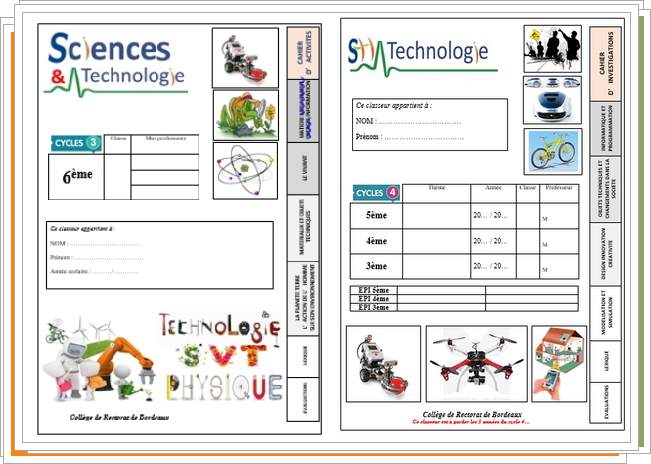 Sciences
& Technologie
CYCLES 3
Classe
Mes professeurs
6ème
Ce classeur appartient à :
NOM : ……………………
Prénom : ……………………
Année scolaire : ………/…………
TECHNOLOGIE
SVT
PHYSIQUE
Collège de Rectorat de Bordeaux
CAHIER
D' ACTIVITES
MATIERE
INFORMATION
LE VIVANT
MATERIAUX ET OBJETS
TECHNIQUES
LA PLANETE TERRE
L' ACTION DE L' HOMME
SUR SON ENVIRONNEMENT
LEXIQUE
EVALUATIONS
Technologie
Ce classeur appartient à :
NOM : ……………………………
Prénom : ……………………………
CYCLES 4
Thème
Année
Classe
Professeur
5ème
20… / 20…
M
4ème
20… / 20…
M
3ème
20… / 20…
M
EPI 5ème
EPI 4ème
EPI 3ème
Collège de Rectorat de Bordeaux
Ce classeur est à garder les 3 années du cycle 4…
CAHIER
D' INVESTIGATIONS
INFORMATIQUE ET
PROGRAMMATION
OBJETS TECHNIQUES ET
CHANGEMENTS DANS LA
SOCIETE
DESIGN INNOVATION
CREATIVITE
MODELISATION ET
SIMULATION
LEXIQUE
EVALUATIONS